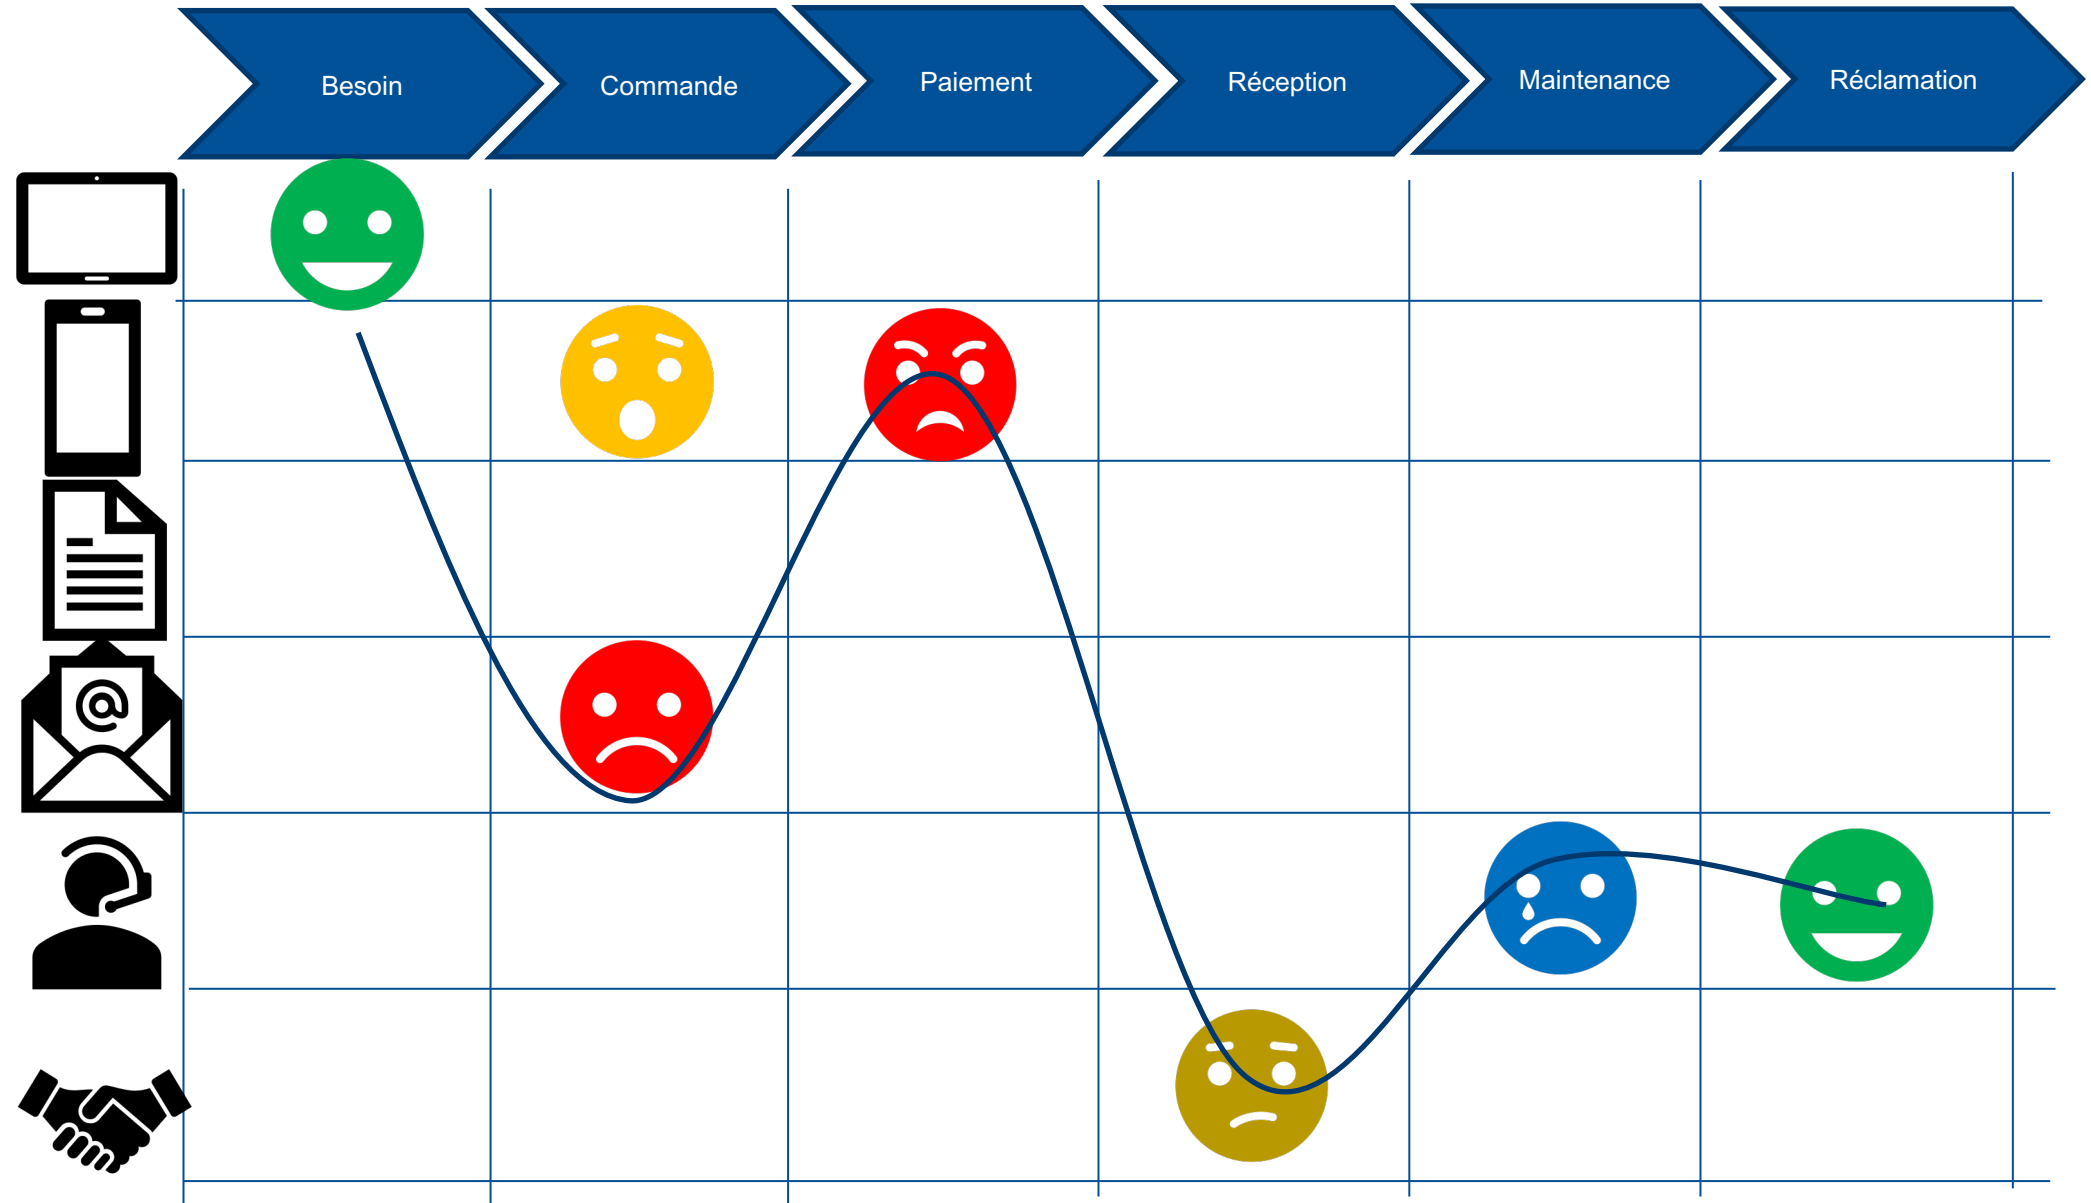 Besoin
Commande
Paiement
Réception
Maintenance
Réclamation
@